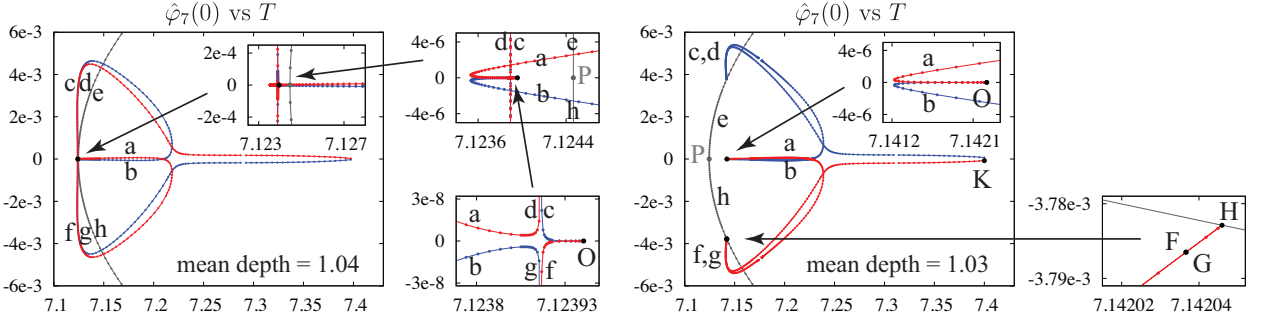 φ̂₇(0) vs T
6e-3
4e-3
2e-3
0
-2e-3
-4e-3
-6e-3
7.1
7.15
7.2
7.25
7.3
7.35
7.4
c d e
a
b
f g h
mean depth = 1.04
2e-4
0
-2e-4
7.123
7.127
4e-6
0
-4e-6
7.1236
7.1244
d c
e
a
P
b
h
3e-8
0
-3e-8
7.1238
7.12393
a
d c
b
g f
O
φ̂₇(0) vs T
6e-3
4e-3
2e-3
0
-2e-3
-4e-3
-6e-3
7.1
7.15
7.2
7.25
7.3
7.35
7.4
c,d
e
P
a
b
h
K
f,g
mean depth = 1.03
4e-6
0
-4e-6
7.1412
7.1421
a
O
b
-3.78e-3
-3.79e-3
7.14202
7.14204
H
F
G